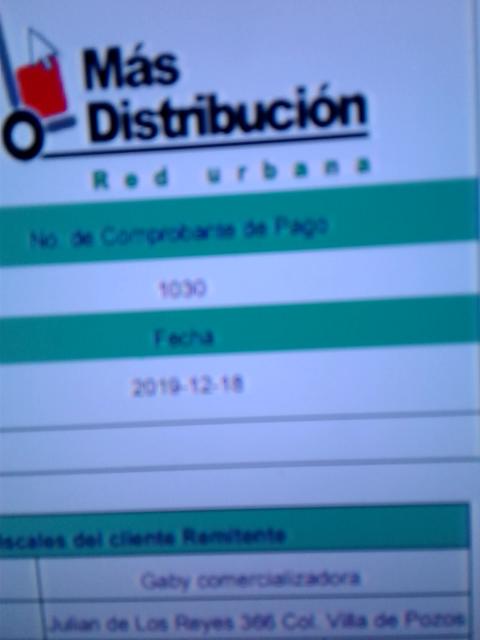 Más
Distribución
Red urbana
No. de Comprobante de Pago
1030
Fecha
2019-12-18
iscales del cliente Remitente
Gaby comercializadora
Julian de Los Reyes 366 Col. Villa de Pozos